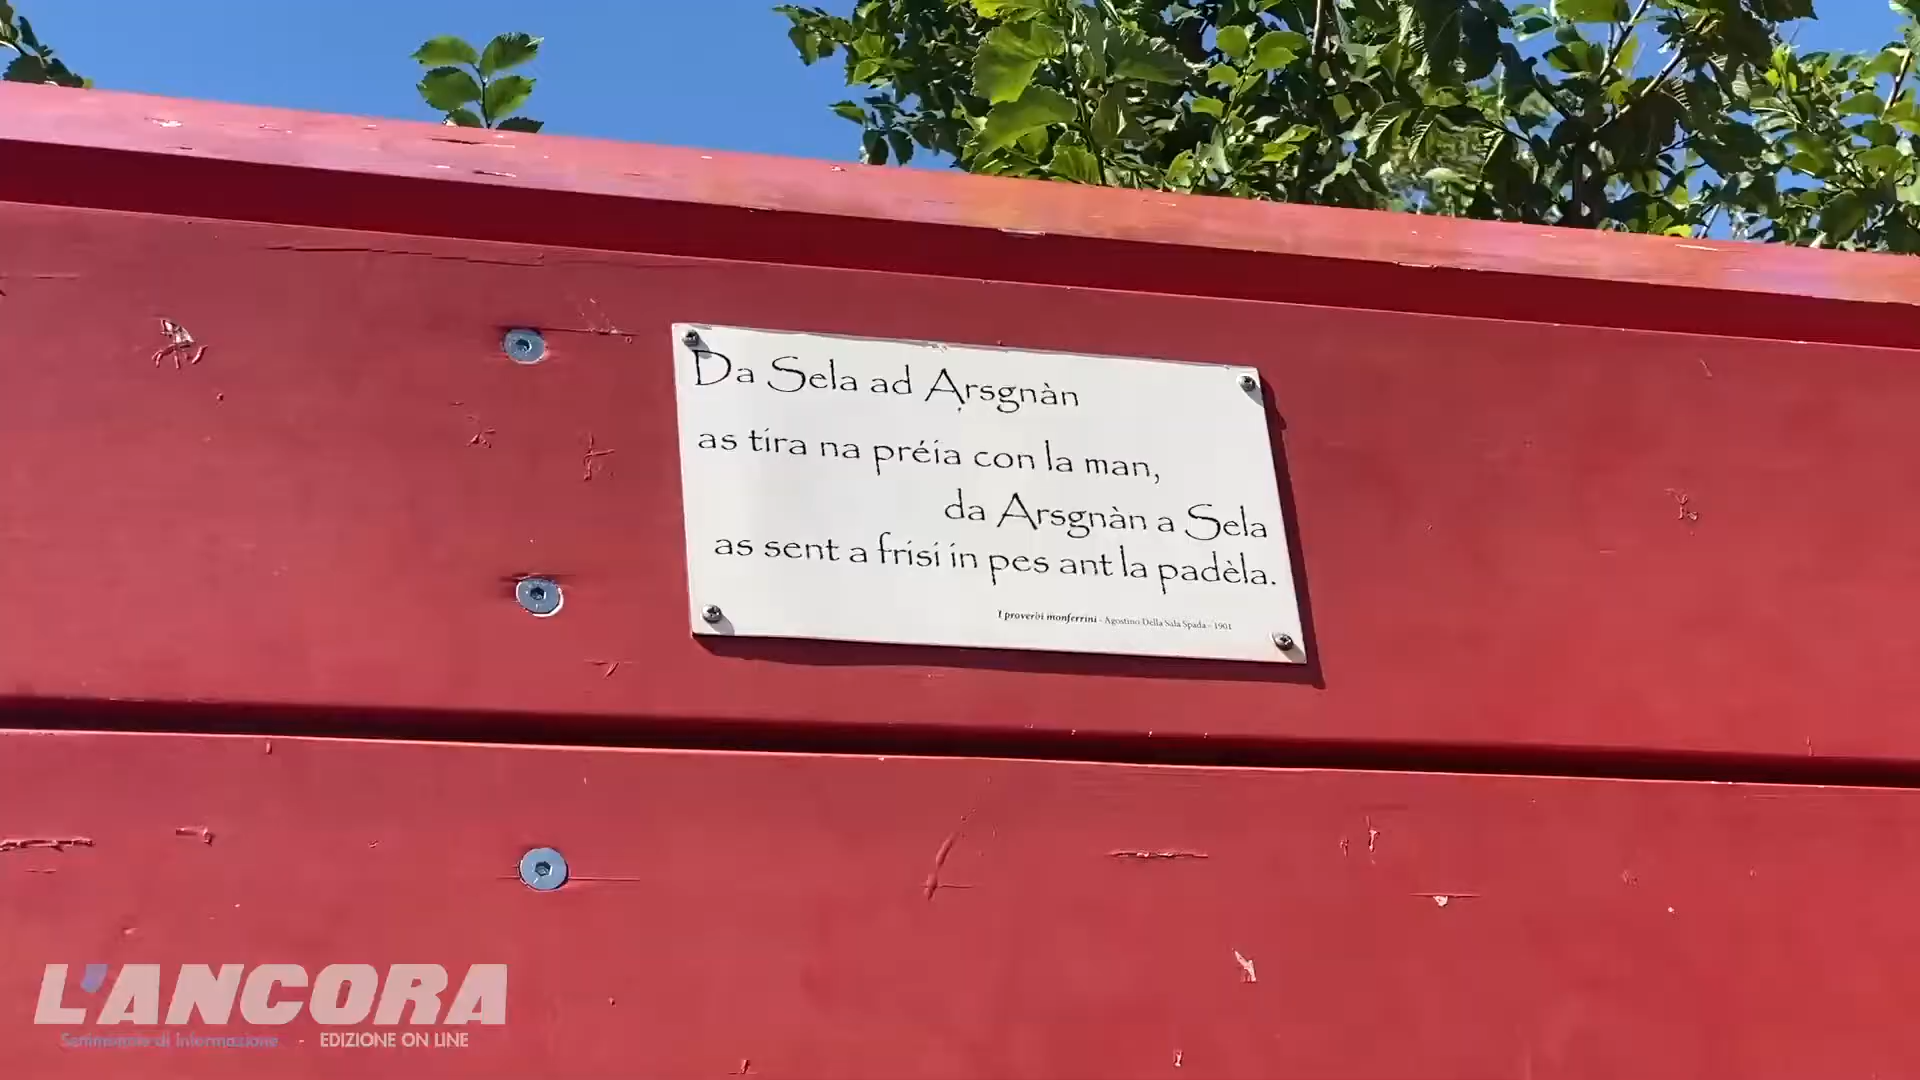 Da Sela ad Arsgnàn
as tira na préia con la man,
da Arsgnàn a Sela
as sent a frisi in pes ant la padèla.
I proverbi monferrini - Agostino Della Sala Spada - 1901
L'ANCORA
Settimanale di Informazione - EDIZIONE ON LINE